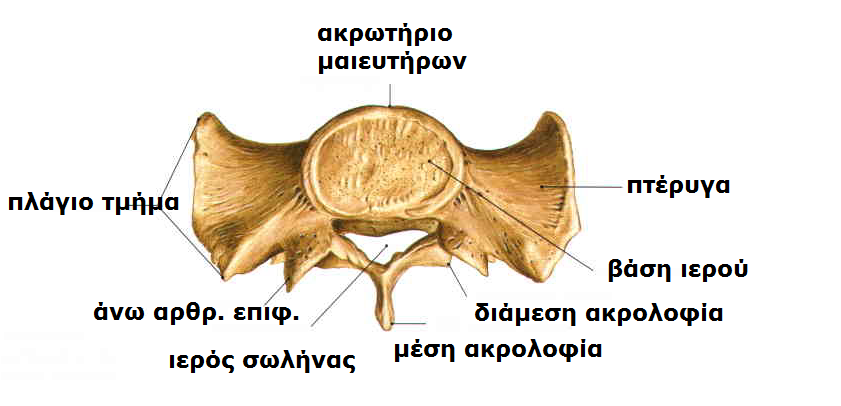 ακρωτήριο
μαιευτήρων
πτέρυγα
πλάγιο τμήμα
βάση ιερού
άνω αρθρ. επιφ.
διάμεση ακρολοφία
ιερός σωλήνας
μέση ακρολοφία